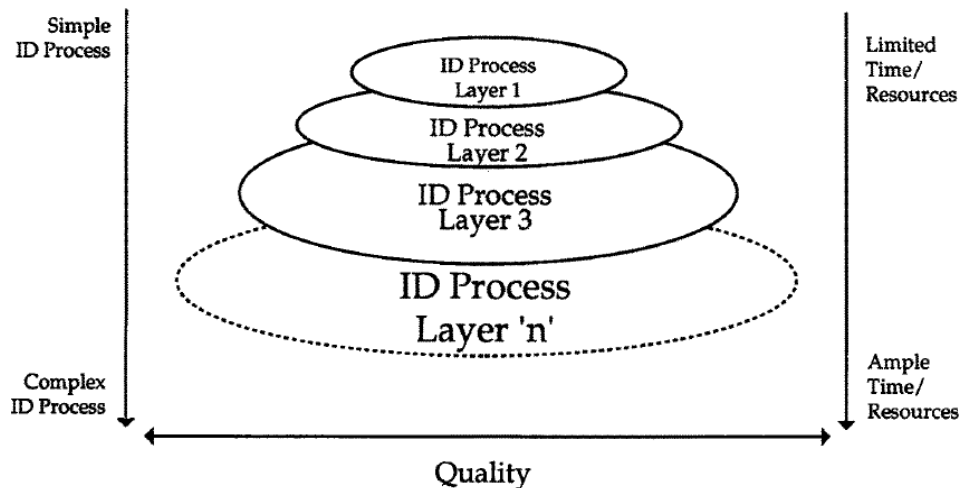 Simple
ID Process
Limited
Time/
Resources
ID Process
Layer 1
ID Process
Layer 2
ID Process
Layer 3
ID Process
Layer 'n'
Complex
ID Process
Ample
Time/
Resources
Quality